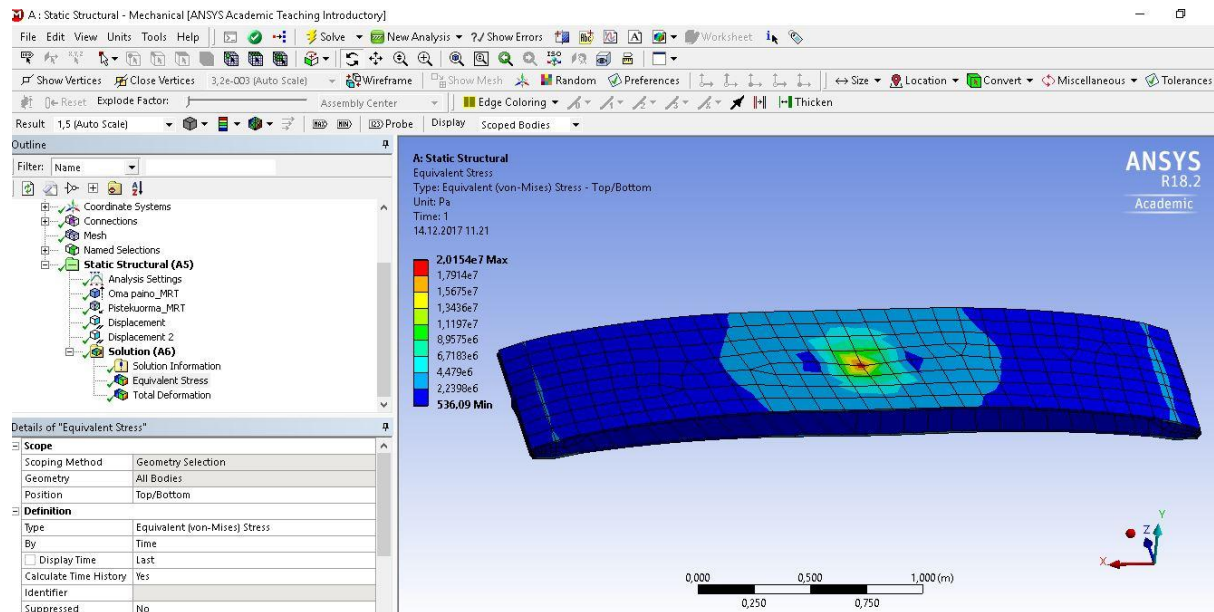 A : Static Structural - Mechanical [ANSYS Academic Teaching Introductory]
File Edit View Units Tools Help Solve New Analysis ?/ Show Errors Worksheet
Show Vertices Close Vertices 3,2e-003 (Auto Scale) Wireframe Show Mesh Random Preferences Size Location Convert Miscellaneous Tolerances
Reset Explode Factor: Assembly Center Edge Coloring Thicken
Result 1,5 (Auto Scale) MAX MIN Probe Display Scoped Bodies
Outline
Filter: Name
Coordinate Systems
Connections
Mesh
Named Selections
Static Structural (A5)
Analysis Settings
Oma paino_MRT
Pistekuorma_MRT
Displacement
Displacement 2
Solution (A6)
Solution Information
Equivalent Stress
Total Deformation
Details of "Equivalent Stress"
Scope
Scoping Method Geometry Selection
Geometry All Bodies
Position Top/Bottom
Definition
Type Equivalent (von-Mises) Stress
By Time
Display Time Last
Calculate Time History Yes
Identifier
Suppressed No
A: Static Structural
Equivalent Stress
Type: Equivalent (von-Mises) Stress - Top/Bottom
Unit: Pa
Time: 1
14.12.2017 11.21
2,0154e7 Max
1,7914e7
1,5675e7
1,3436e7
1,1197e7
8,9575e6
6,7183e6
4,479e6
2,2398e6
536,09 Min
ANSYS
R18.2
Academic
Y
Z
X
0,000 0,500 1,000 (m)
0,250 0,750